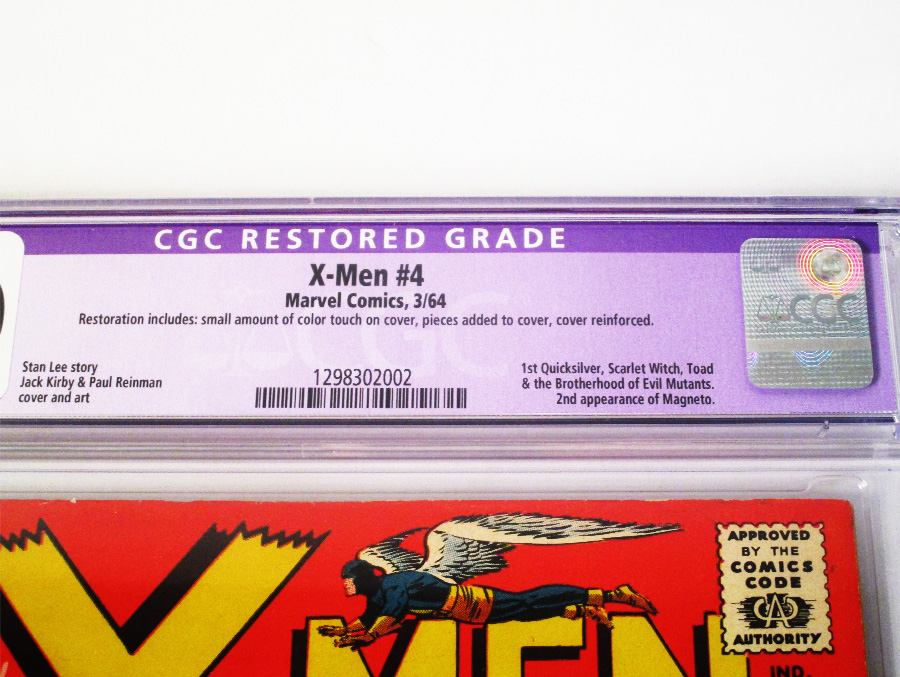 CGC RESTORED GRADE
X-Men #4
Marvel Comics, 3/64
Restoration includes: small amount of color touch on cover, pieces added to cover, cover reinforced.
Stan Lee story
Jack Kirby & Paul Reinman
cover and art
1298302002
1st Quicksilver, Scarlet Witch, Toad
& the Brotherhood of Evil Mutants.
2nd appearance of Magneto.
CGC
CGC
X-MEN
APPROVED
BY THE
COMICS
CODE
CA
AUTHORITY
IND.